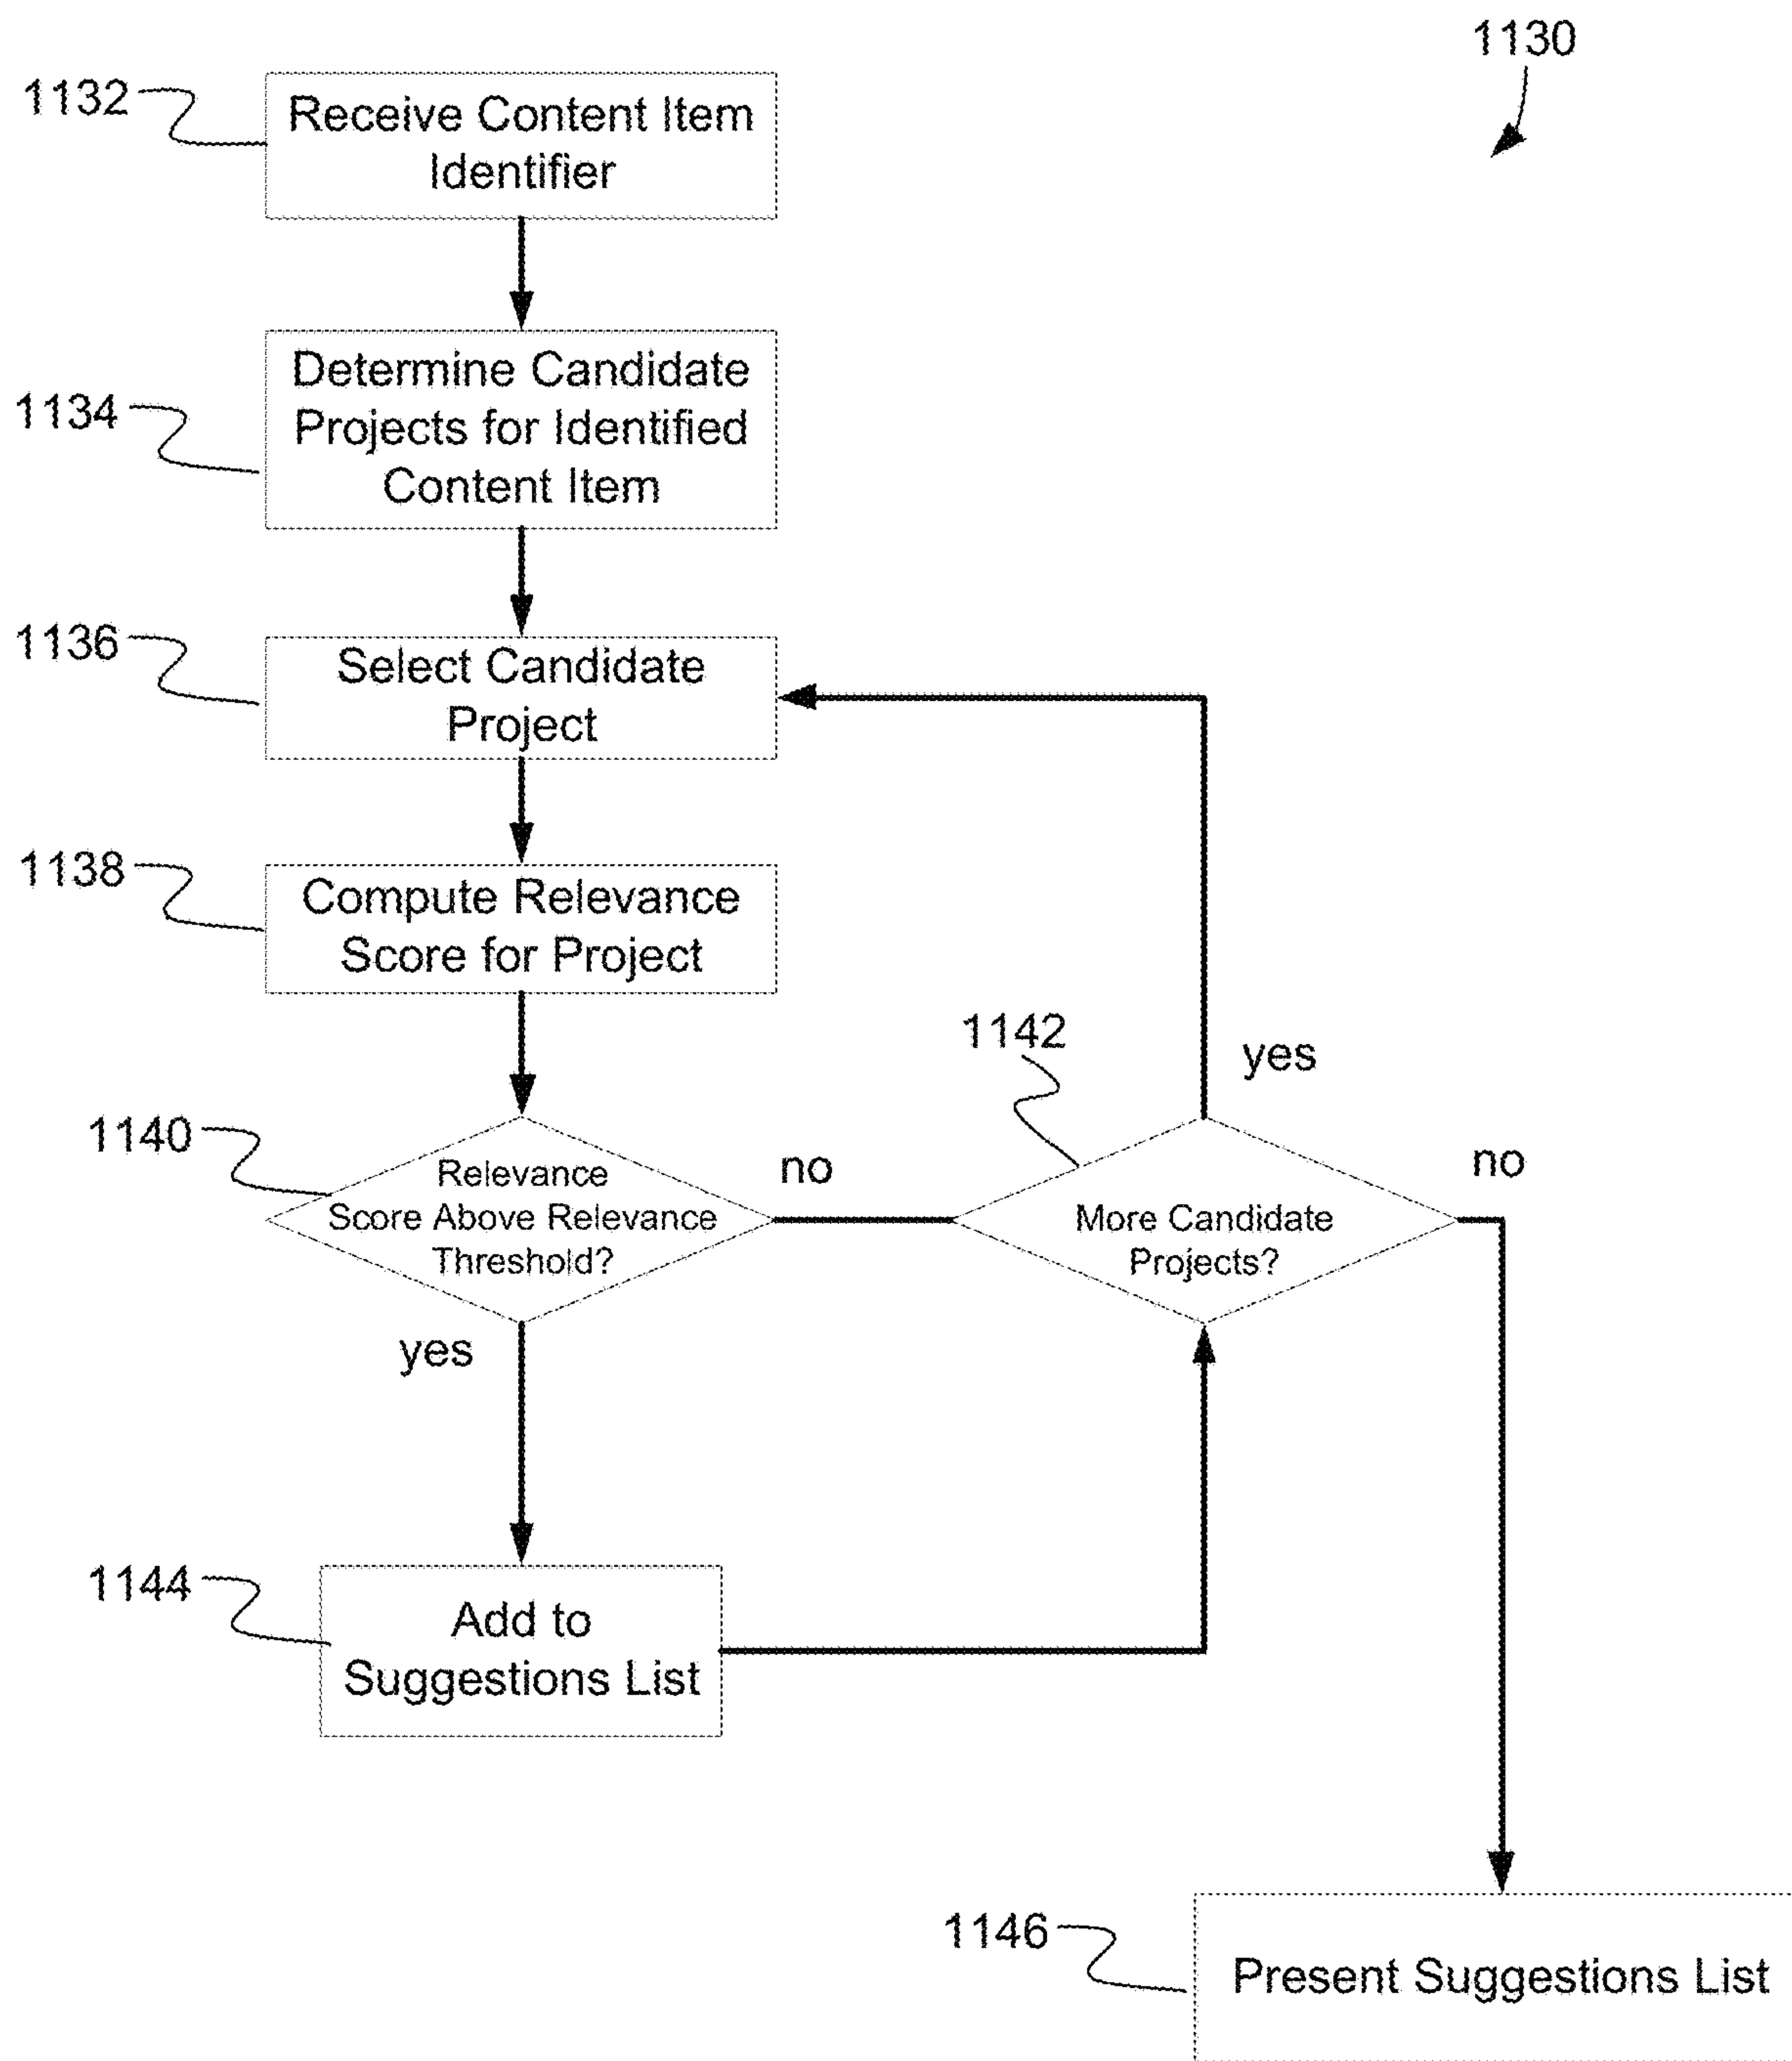 1130
1132
Receive Content Item
Identifier
1134
Determine Candidate
Projects for Identified
Content Item
1136
Select Candidate
Project
1138
Compute Relevance
Score for Project
1140
Relevance
Score Above Relevance
Threshold?
no
yes
1142
More Candidate
Projects?
yes
no
1144
Add to
Suggestions List
1146
Present Suggestions List